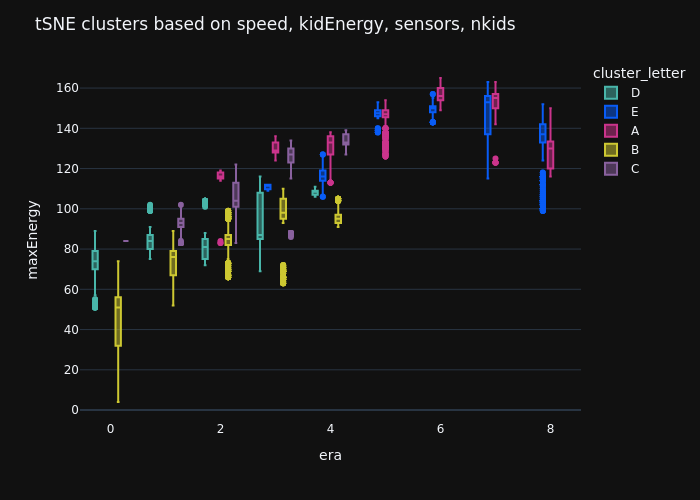 tSNE clusters based on speed, kidEnergy, sensors, nkids
cluster_letter
D
E
A
B
C
maxEnergy
160
140
120
100
80
60
40
20
0
0 2 4 6 8
era